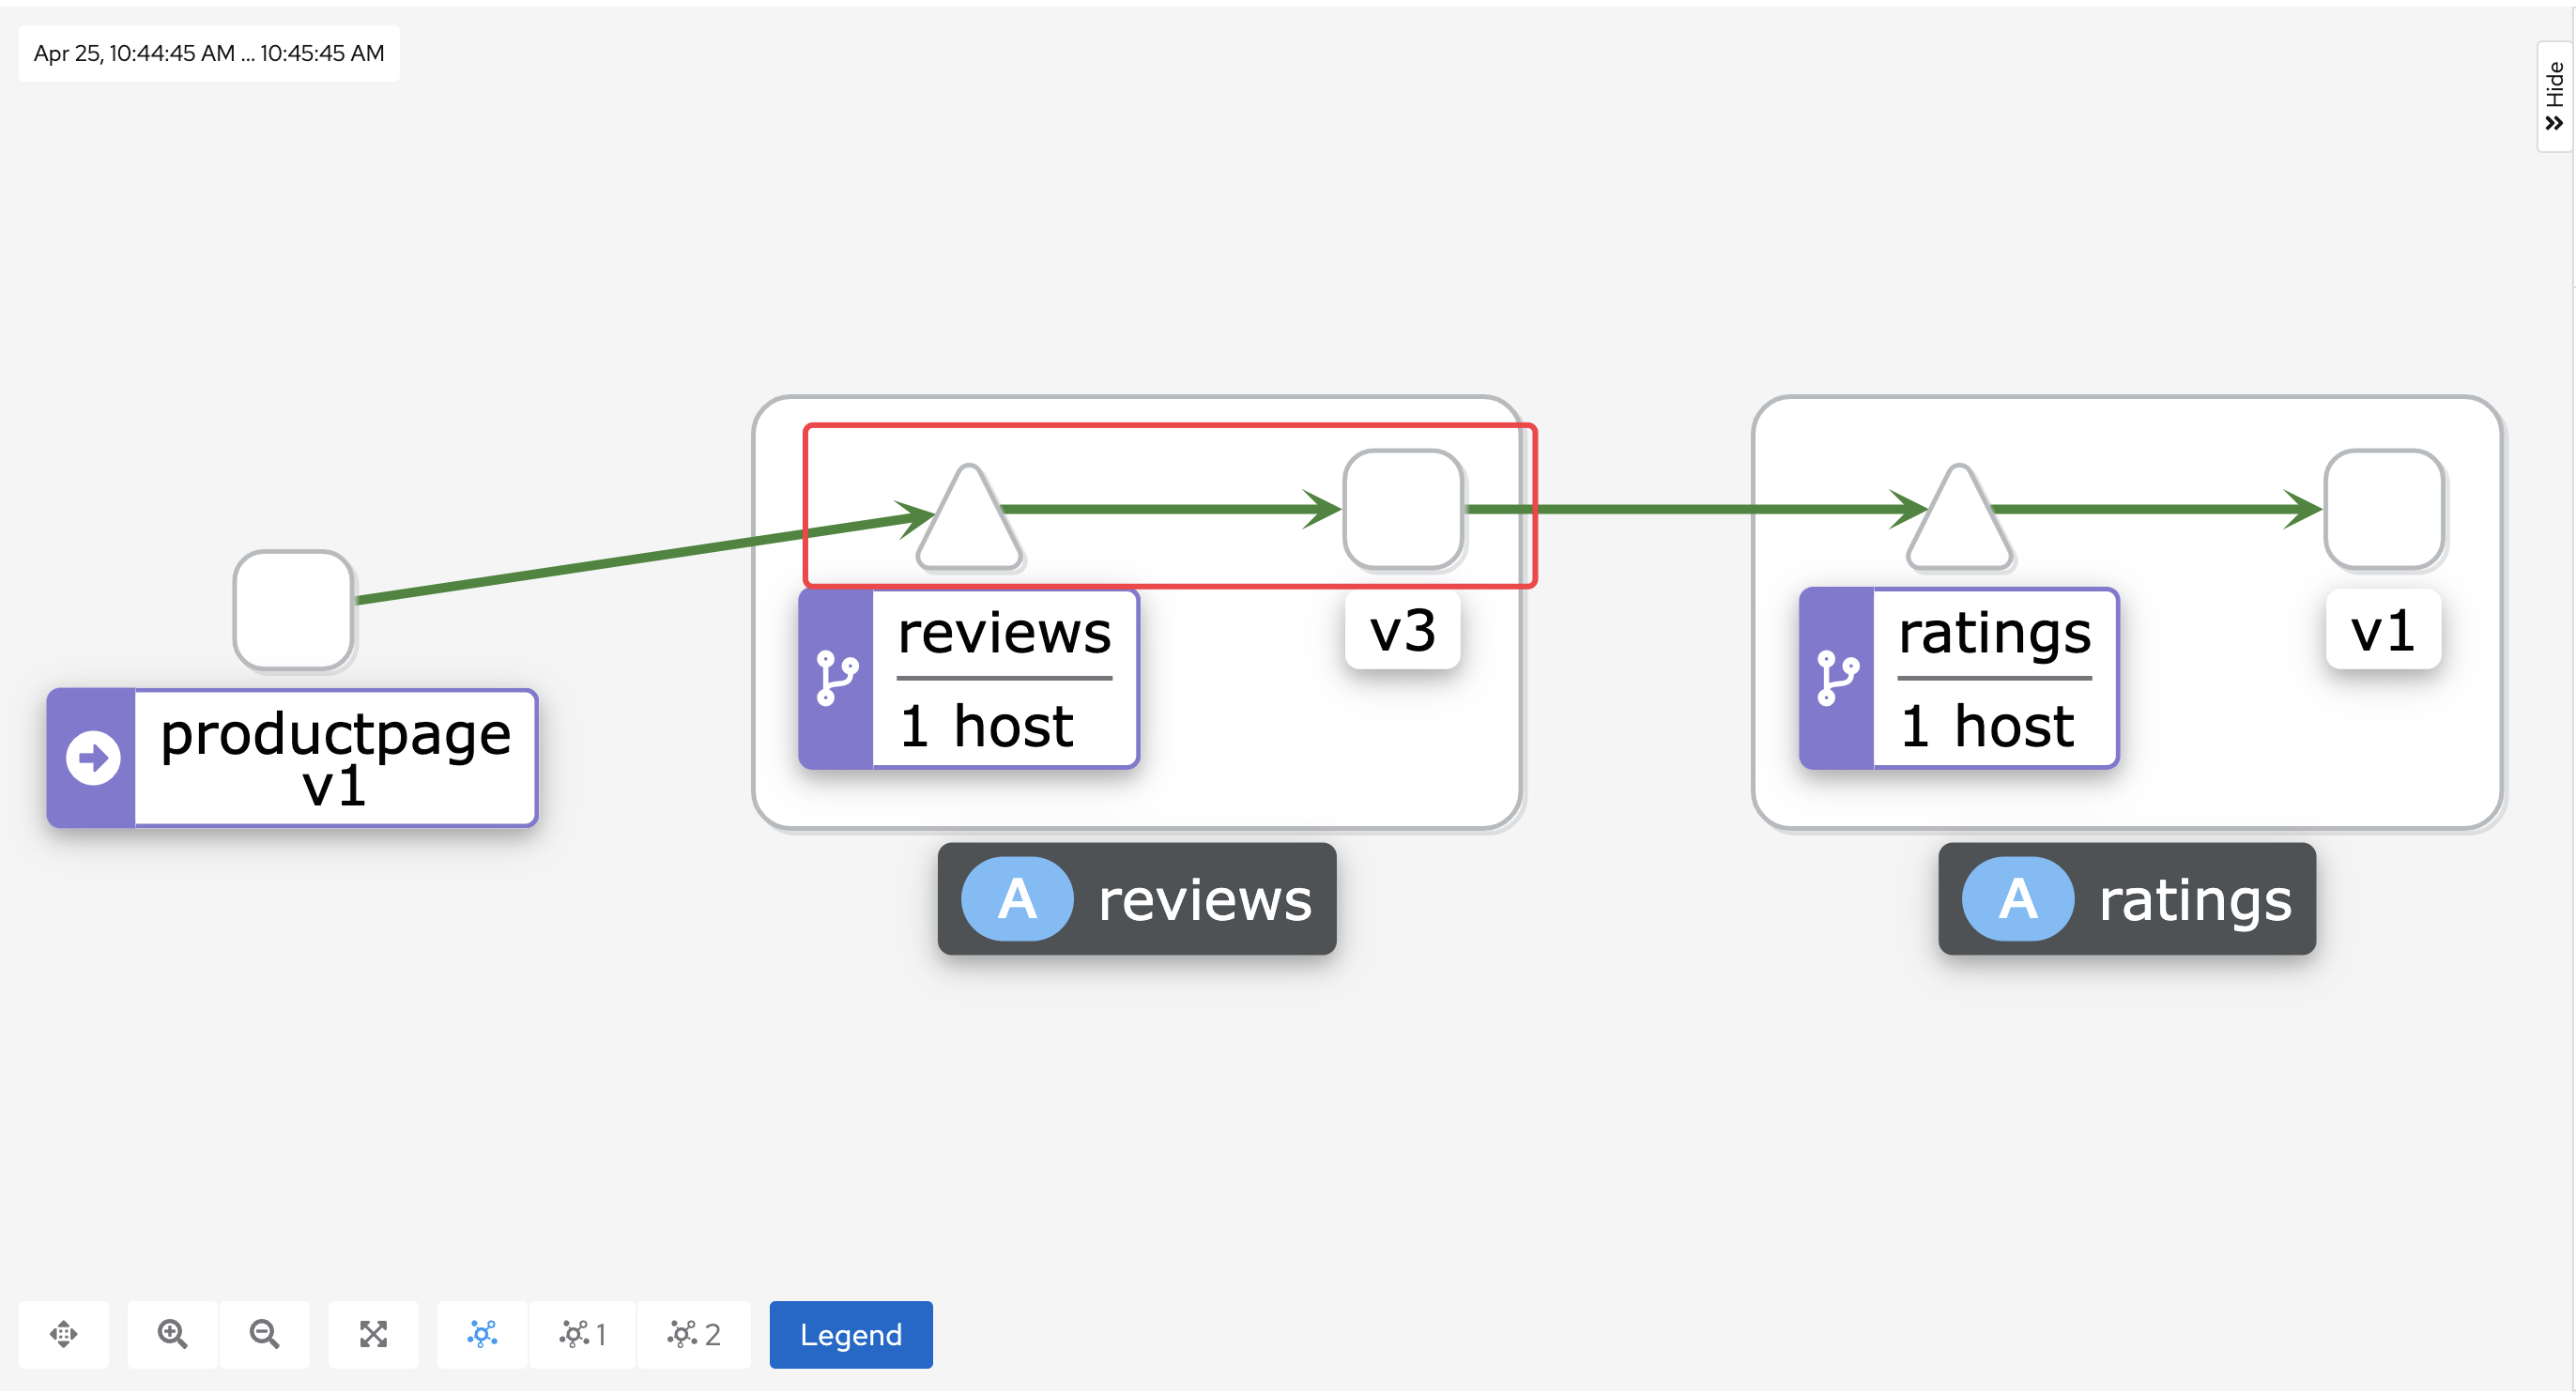 Apr 25, 10:44:45 AM ... 10:45:45 AM
Hide
productpage
v1
reviews
1 host
v3
A reviews
ratings
1 host
v1
A ratings
1
2
Legend